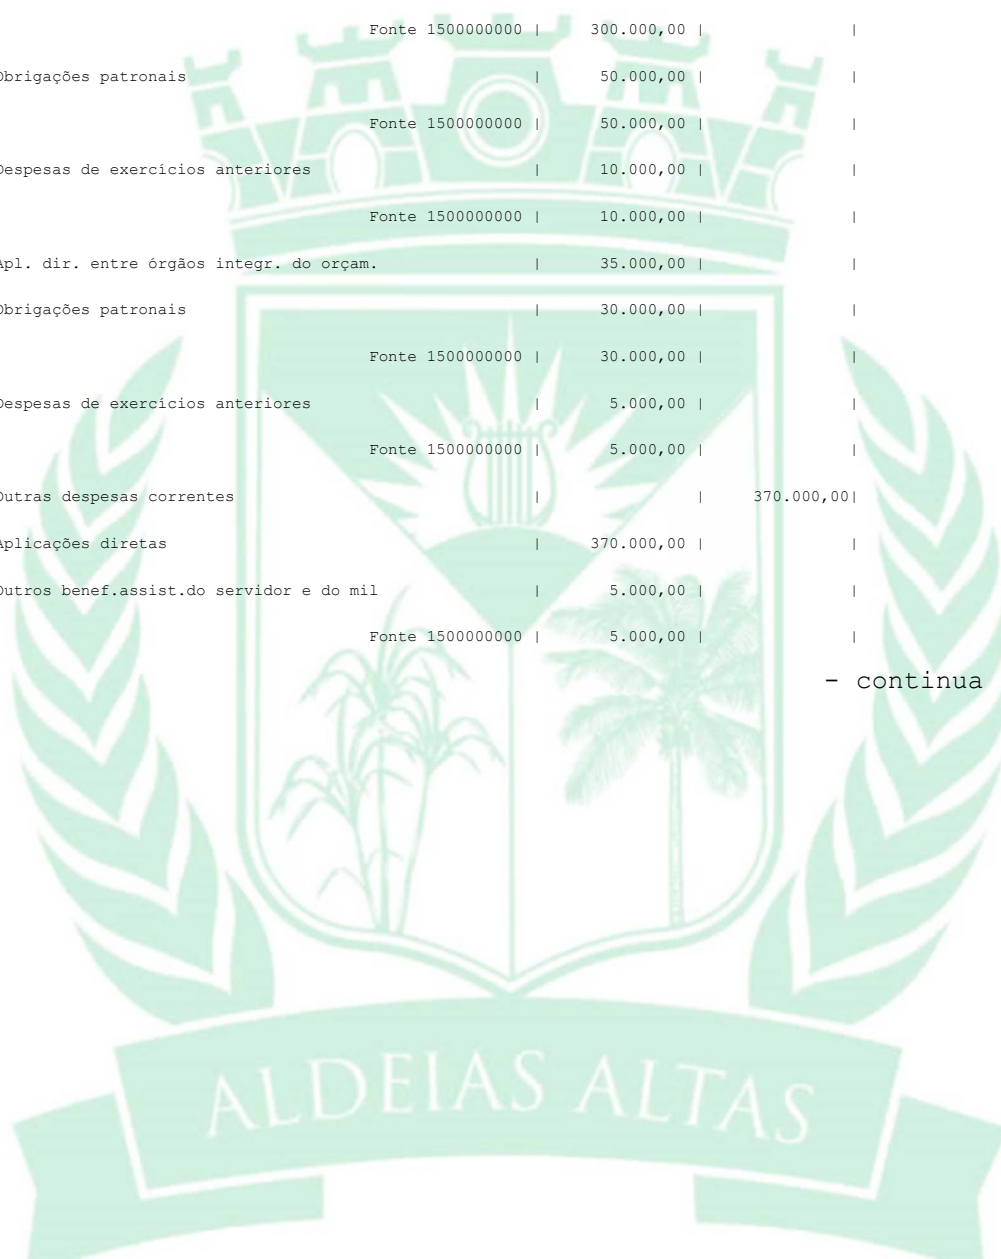 Fonte 1500000000 | 300.000,00 | |
Obrigações patronais | 50.000,00 | |
Fonte 1500000000 | 50.000,00 | |
Despesas de exercícios anteriores | 10.000,00 | |
Fonte 1500000000 | 10.000,00 | |
Apl. dir. entre órgãos integr. do orçam. | 35.000,00 | |
Obrigações patronais | 30.000,00 | |
Fonte 1500000000 | 30.000,00 | |
Despesas de exercícios anteriores | 5.000,00 | |
Fonte 1500000000 | 5.000,00 | |
Outras despesas correntes | | 370.000,00|
Aplicações diretas | 370.000,00 | |
Outros benef.assist.do servidor e do mil | 5.000,00 | |
Fonte 1500000000 | 5.000,00 | |
- continua
ALDEIAS ALTAS